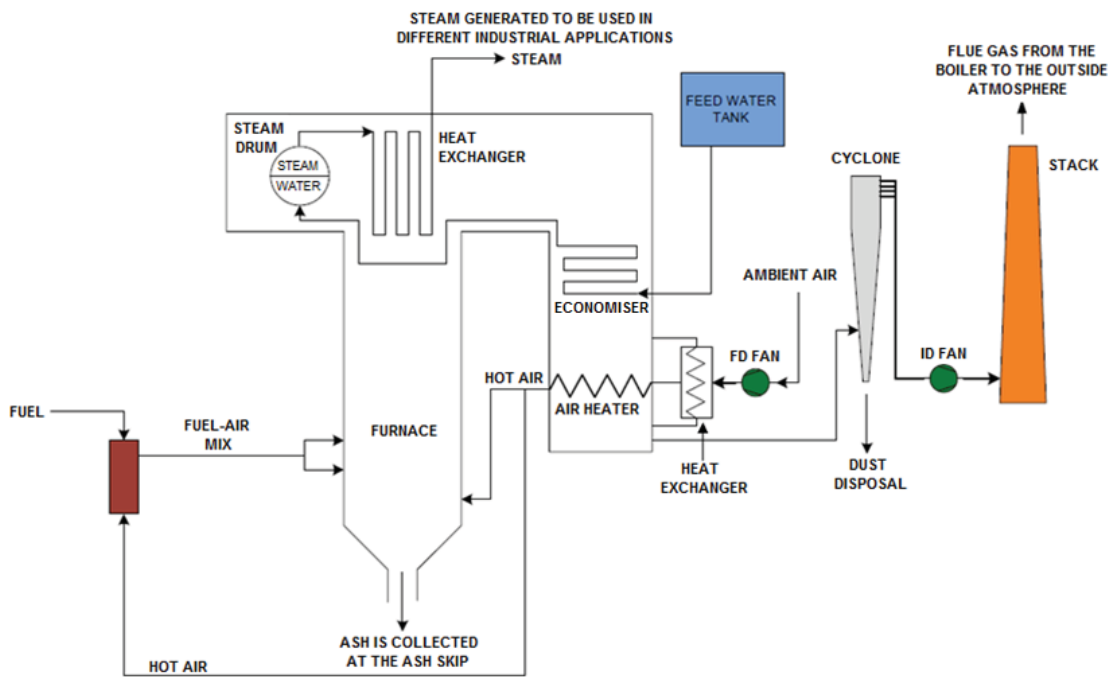 STEAM GENERATED TO BE USED IN
DIFFERENT INDUSTRIAL APPLICATIONS
STEAM
FLUE GAS FROM THE
BOILER TO THE OUTSIDE
ATMOSPHERE
FEED WATER
TANK
STEAM
DRUM
HEAT
EXCHANGER
STEAM
WATER
CYCLONE
STACK
AMBIENT AIR
ECONOMISER
FD FAN
ID FAN
HOT AIR
AIR HEATER
FUEL
FUEL-AIR
MIX
FURNACE
HEAT
EXCHANGER
DUST
DISPOSAL
ASH IS COLLECTED
AT THE ASH SKIP
HOT AIR